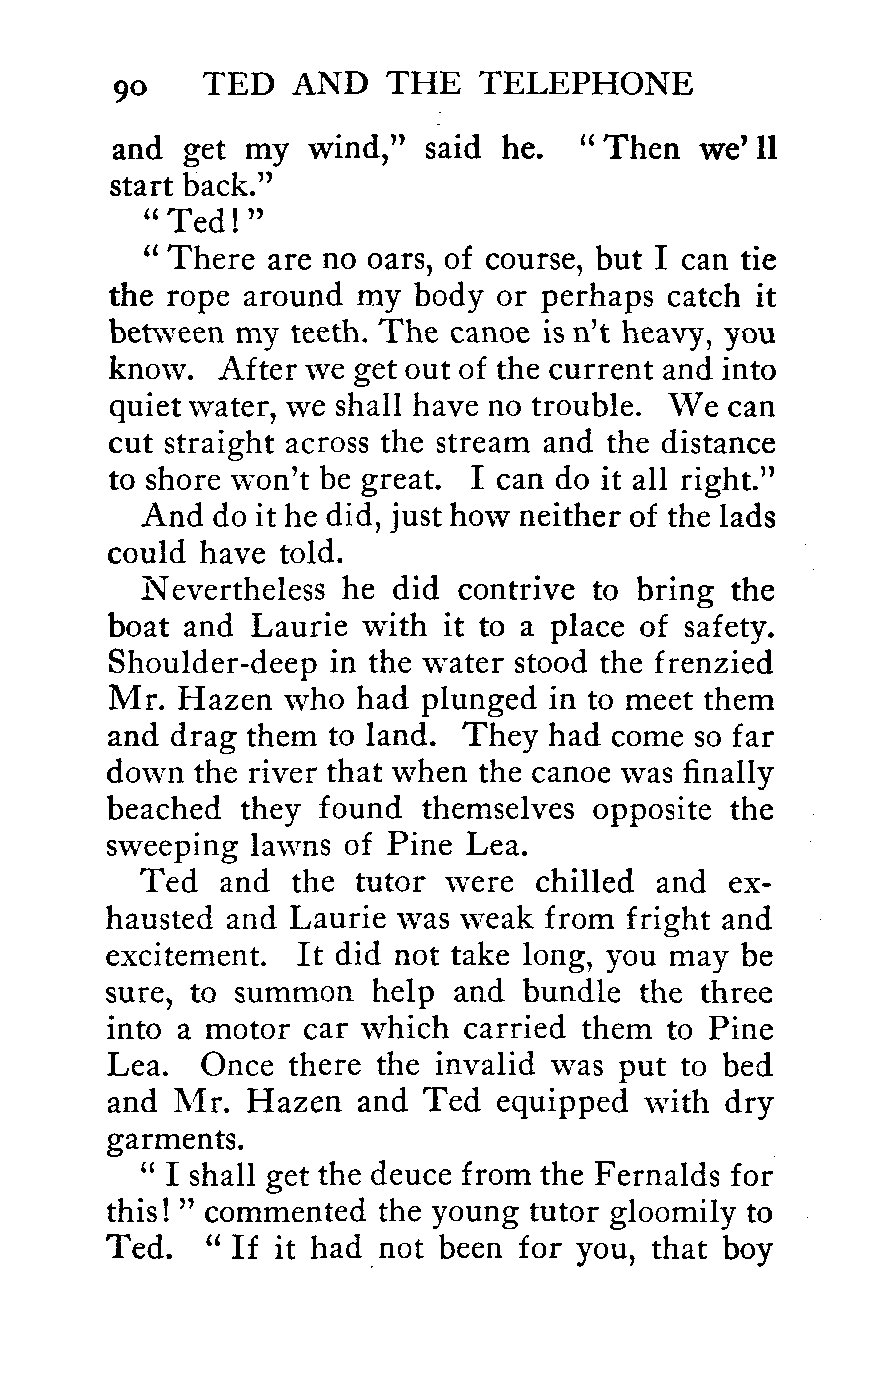 90 TED AND THE TELEPHONE
and get my wind," said he. "Then we'll
start back."
"Ted!"
"There are no oars, of course, but I can tie
the rope around my body or perhaps catch it
between my teeth. The canoe is n't heavy, you
know. After we get out of the current and into
quiet water, we shall have no trouble. We can
cut straight across the stream and the distance
to shore won't be great. I can do it all right."
And do it he did, just how neither of the lads
could have told.
Nevertheless he did contrive to bring the
boat and Laurie with it to a place of safety.
Shoulder-deep in the water stood the frenzied
Mr. Hazen who had plunged in to meet them
and drag them to land. They had come so far
down the river that when the canoe was finally
beached they found themselves opposite the
sweeping lawns of Pine Lea.
Ted and the tutor were chilled and ex-
hausted and Laurie was weak from fright and
excitement. It did not take long, you may be
sure, to summon help and bundle the three
into a motor car which carried them to Pine
Lea. Once there the invalid was put to bed
and Mr. Hazen and Ted equipped with dry
garments.
"I shall get the deuce from the Fernalds for
this!" commented the young tutor gloomily to
Ted. "If it had not been for you, that boy